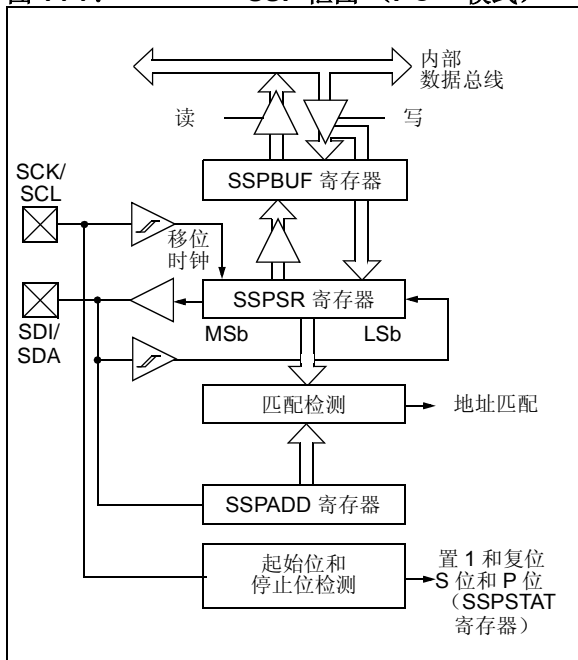 内部
数据总线
读
写
SSPBUF 寄存器
SCK/
SCL
移位
时钟
SSPSR 寄存器
MSb
LSb
SDI/
SDA
匹配检测
地址匹配
SSPADD 寄存器
起始位和
停止位检测
置 1 和复位
S 位和 P 位
（SSPSTAT
寄存器）